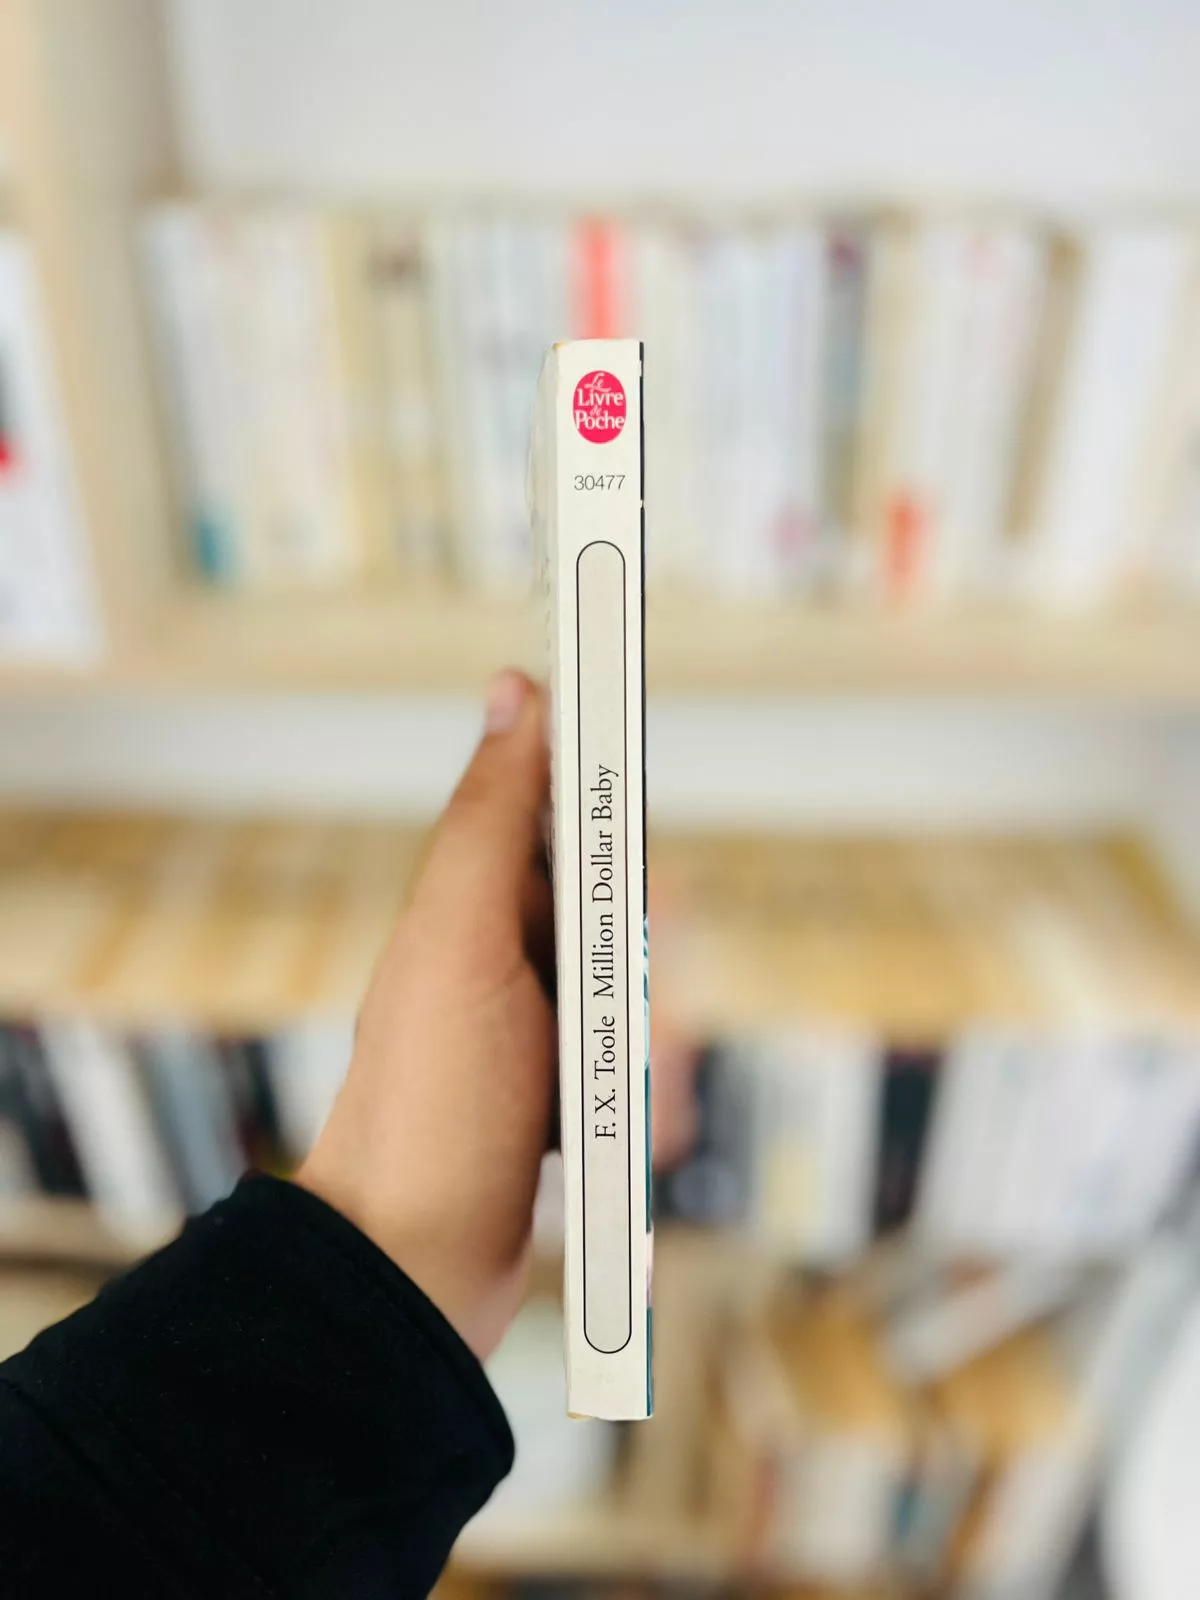 Le
Livre
de
Poche
30477
F. X. Toole Million Dollar Baby